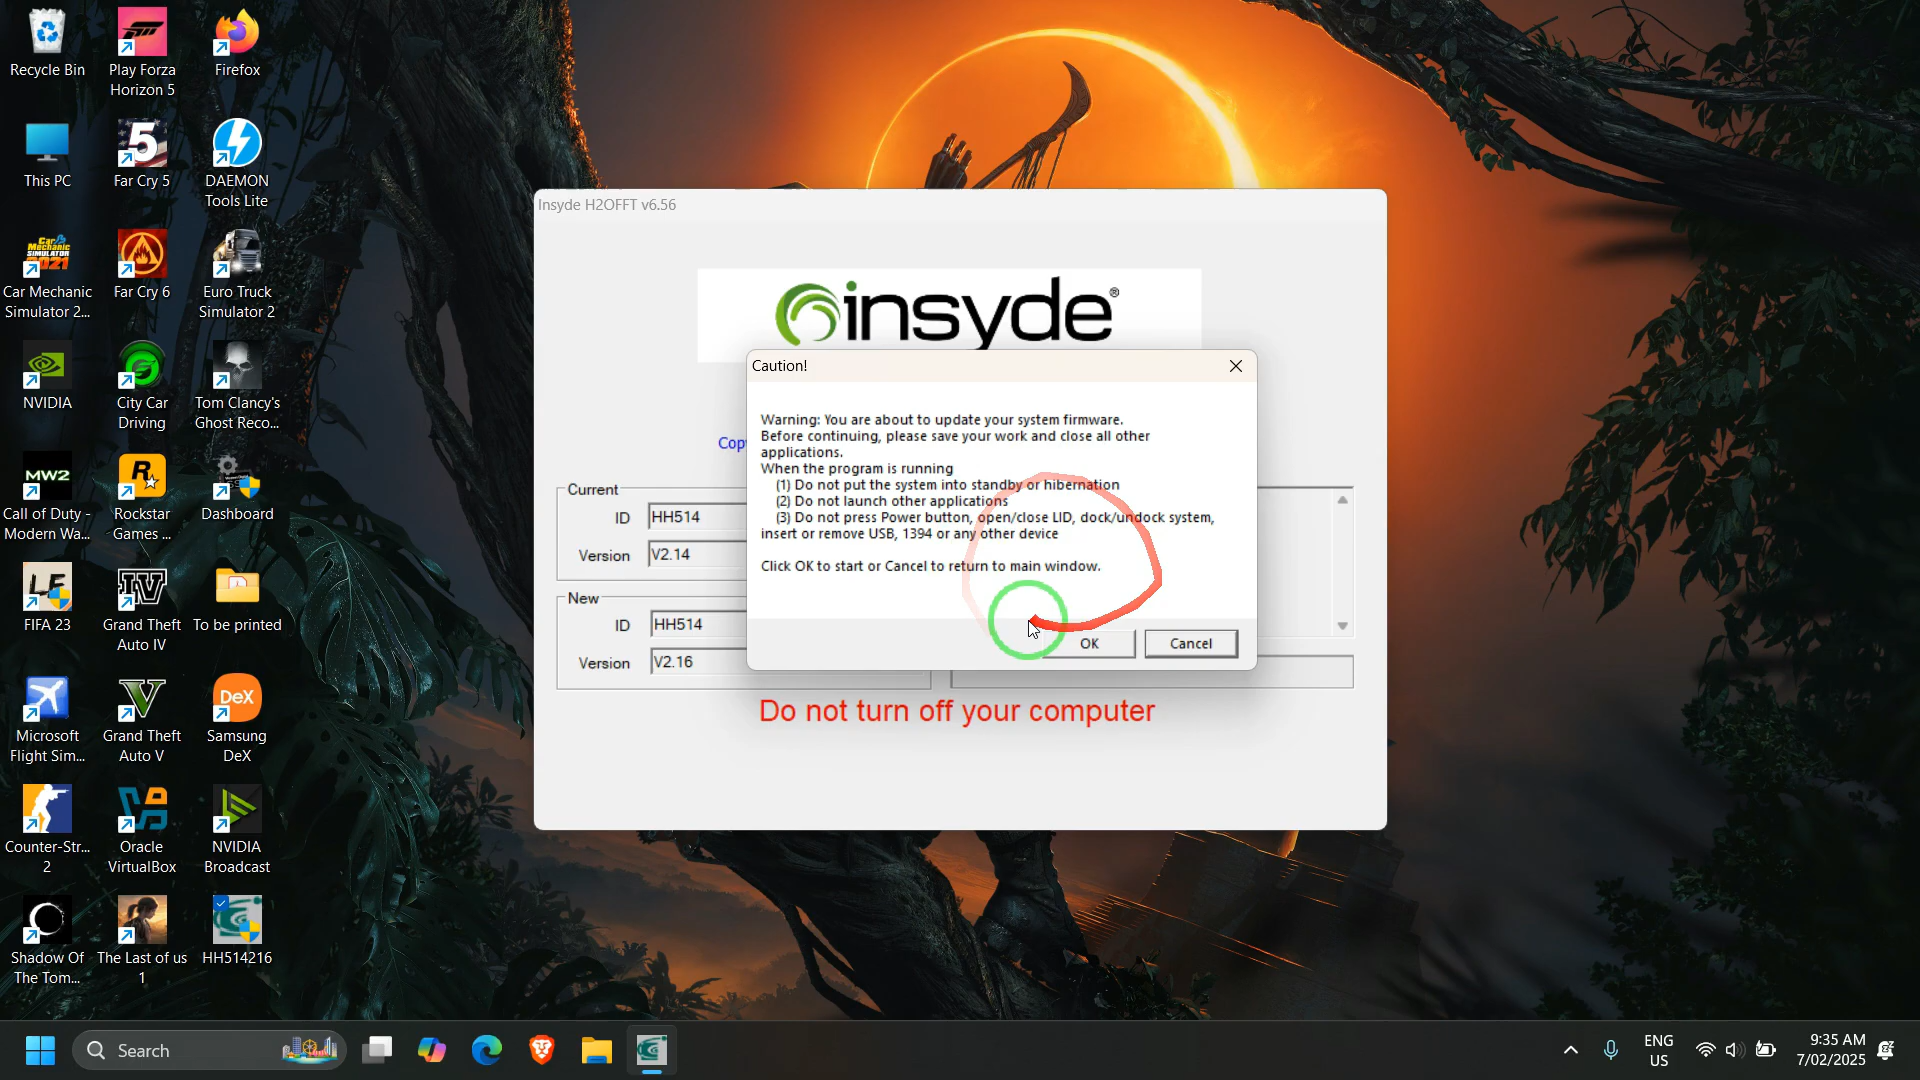 Recycle Bin
Play Forza
Horizon 5
Firefox
This PC
5
Far Cry 5
DAEMON
Tools Lite
Car Mechanic
Simulator 2...
Far Cry 6
Euro Truck
Simulator 2
NVIDIA
City Car
Driving
Tom Clancy's
Ghost Reco...
MW2
Call of Duty -
Modern Wa...
R
Rockstar
Games ...
Dashboard
LF
FIFA 23
IV
Grand Theft
Auto IV
To be printed
Microsoft
Flight Sim...
V
Grand Theft
Auto V
DeX
Samsung
DeX
Counter-Str...
2
Oracle
VirtualBox
NVIDIA
Broadcast
Shadow Of
The Tom...
The Last of us
1
HH514216
Insyde H2OFFT v6.56
insyde®
Cop
Current
ID HH514
Version V2.14
New
ID HH514
Version V2.16
Caution!
Warning: You are about to update your system firmware.
Before continuing, please save your work and close all other
applications.
When the program is running
(1) Do not put the system into standby or hibernation
(2) Do not launch other applications
(3) Do not press Power button, open/close LID, dock/undock system,
insert or remove USB, 1394 or any other device
Click OK to start or Cancel to return to main window.
OK Cancel
Do not turn off your computer
Search
ENG
US
9:35 AM
7/02/2025